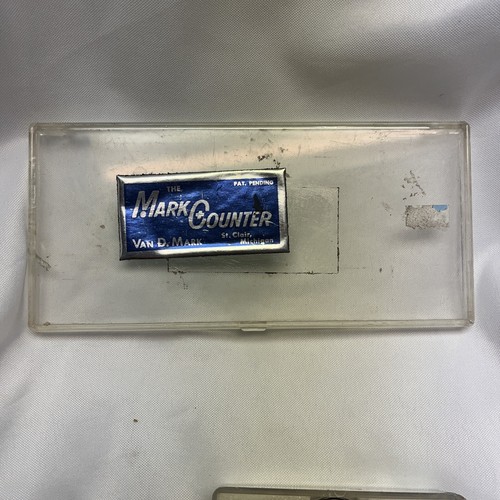 THE
PAT. PENDING
MARK COUNTER
VAN D. MARK
St. Clair,
Michigan